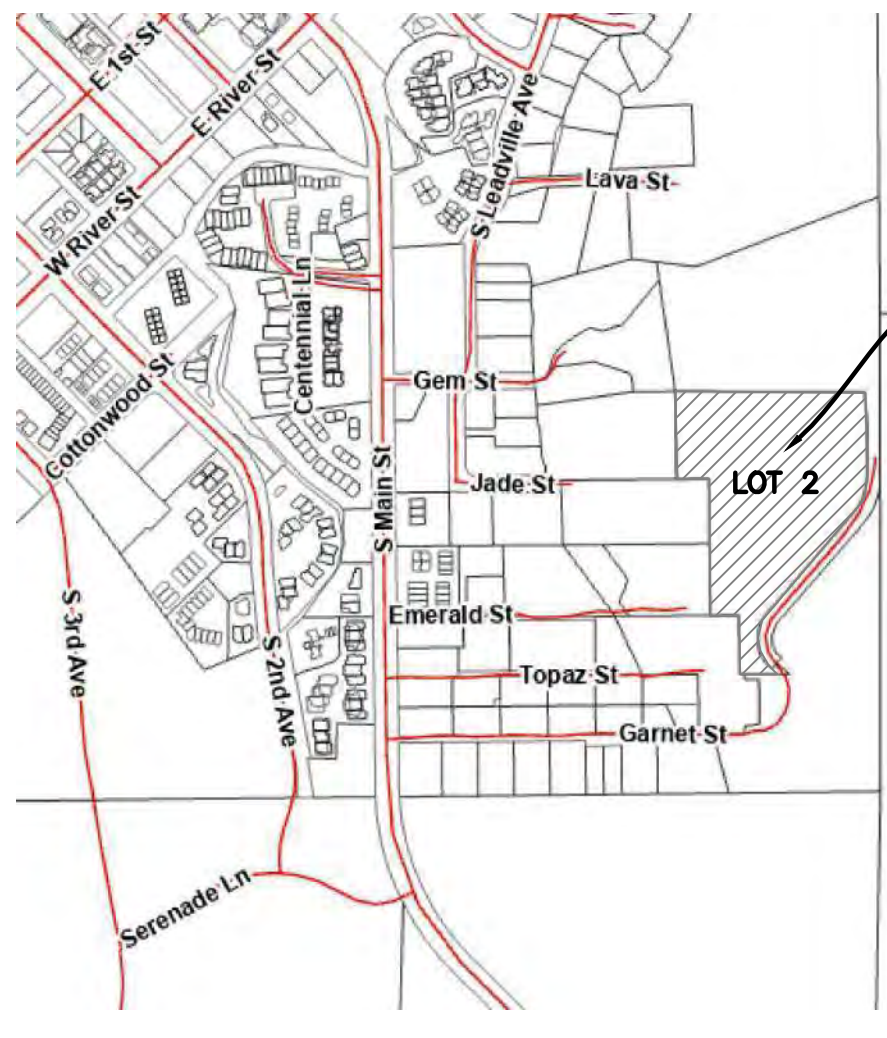 E 1st St
E River St
S Leadville Ave
Lava St
W River St
Centennial Ln
Gem St
Cottonwood St
S Main St
Jade St
LOT 2
Emerald St
S 3rd Ave
S 2nd Ave
Topaz St
Garnet St
Serenade Ln